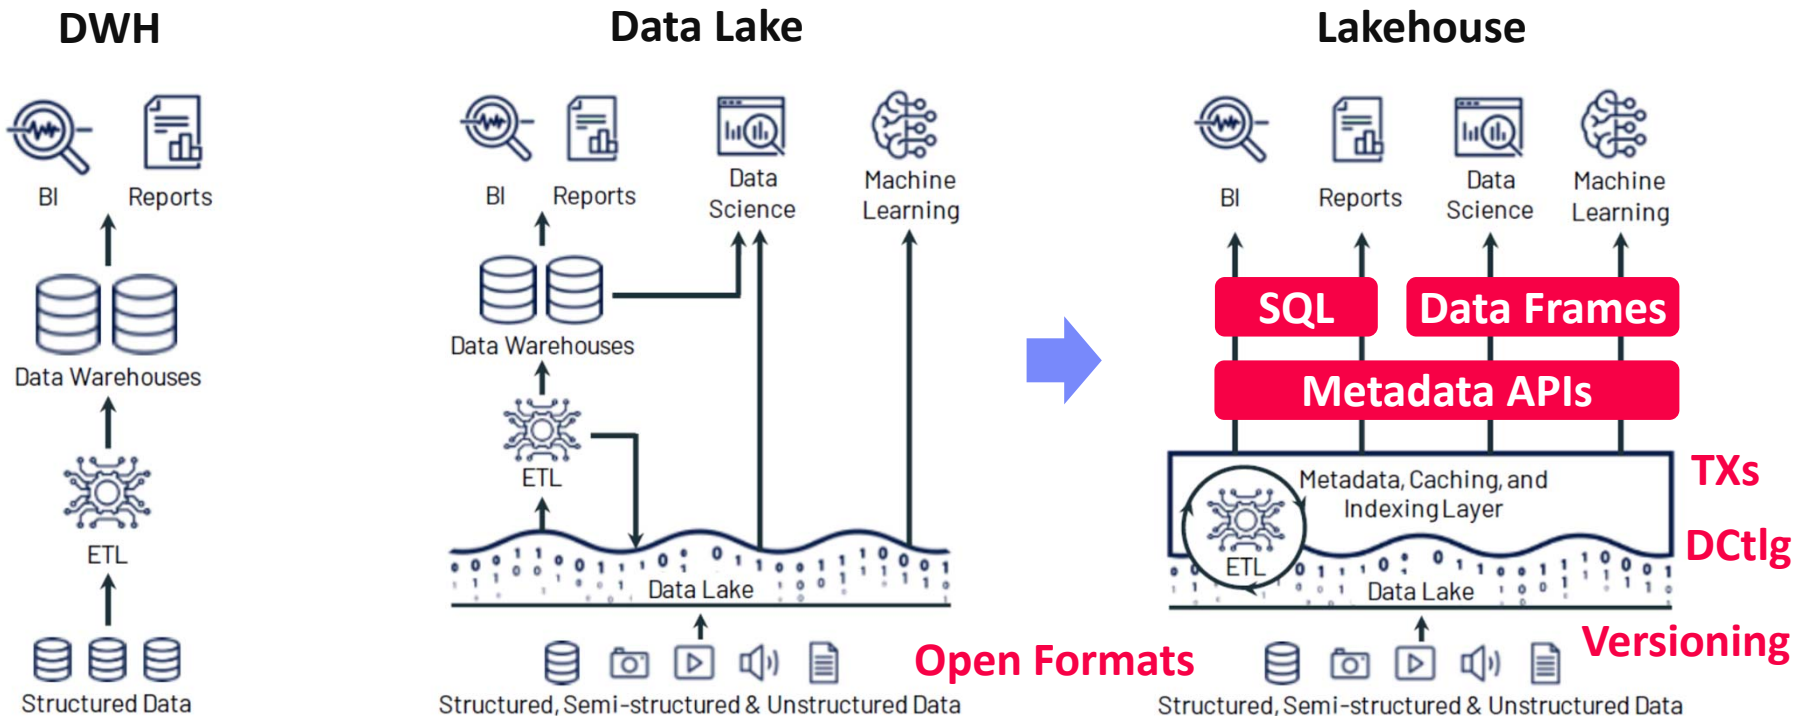 DWH
BI
Reports
Data Warehouses
ETL
Structured Data
Data Lake
BI
Reports
Data
Science
Machine
Learning
Data Warehouses
ETL
Data Lake
Structured, Semi-structured & Unstructured Data
Open Formats
Lakehouse
BI
Reports
Data
Science
Machine
Learning
SQL
Data Frames
Metadata APIs
Metadata, Caching, and
Indexing Layer
ETL
Data Lake
TXs
DCtlg
Versioning
Structured, Semi-structured & Unstructured Data